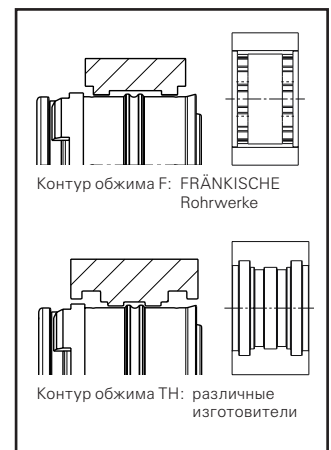 Контур обжима F: FRÄNKISCHE
Rohrwerke
Контур обжима TH: различные
изготовители